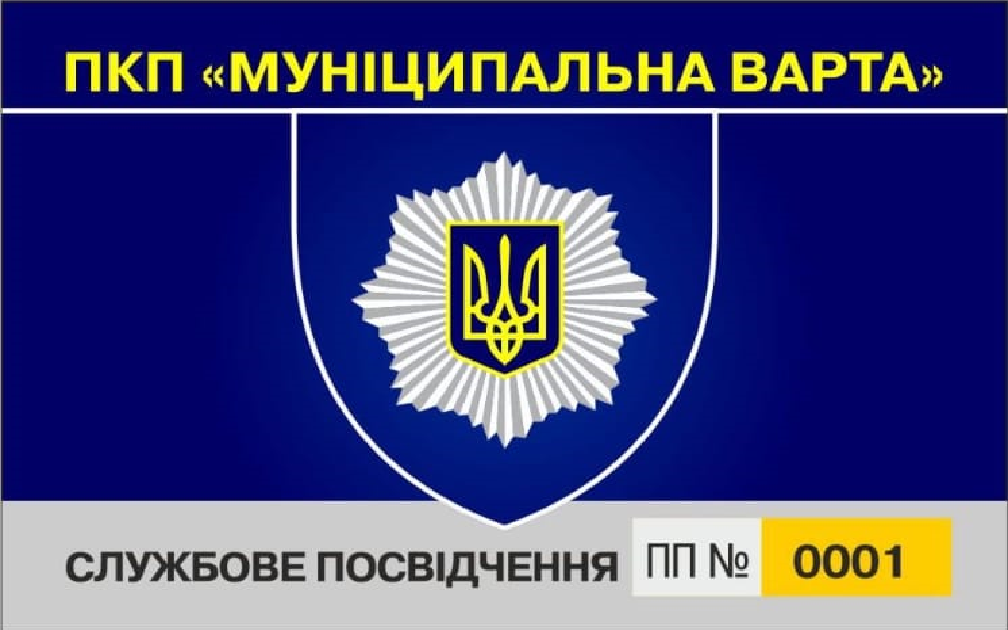 ПКП «МУНІЦИПАЛЬНА ВАРТА»
СЛУЖБОВЕ ПОСВІДЧЕННЯ ПП № 0001